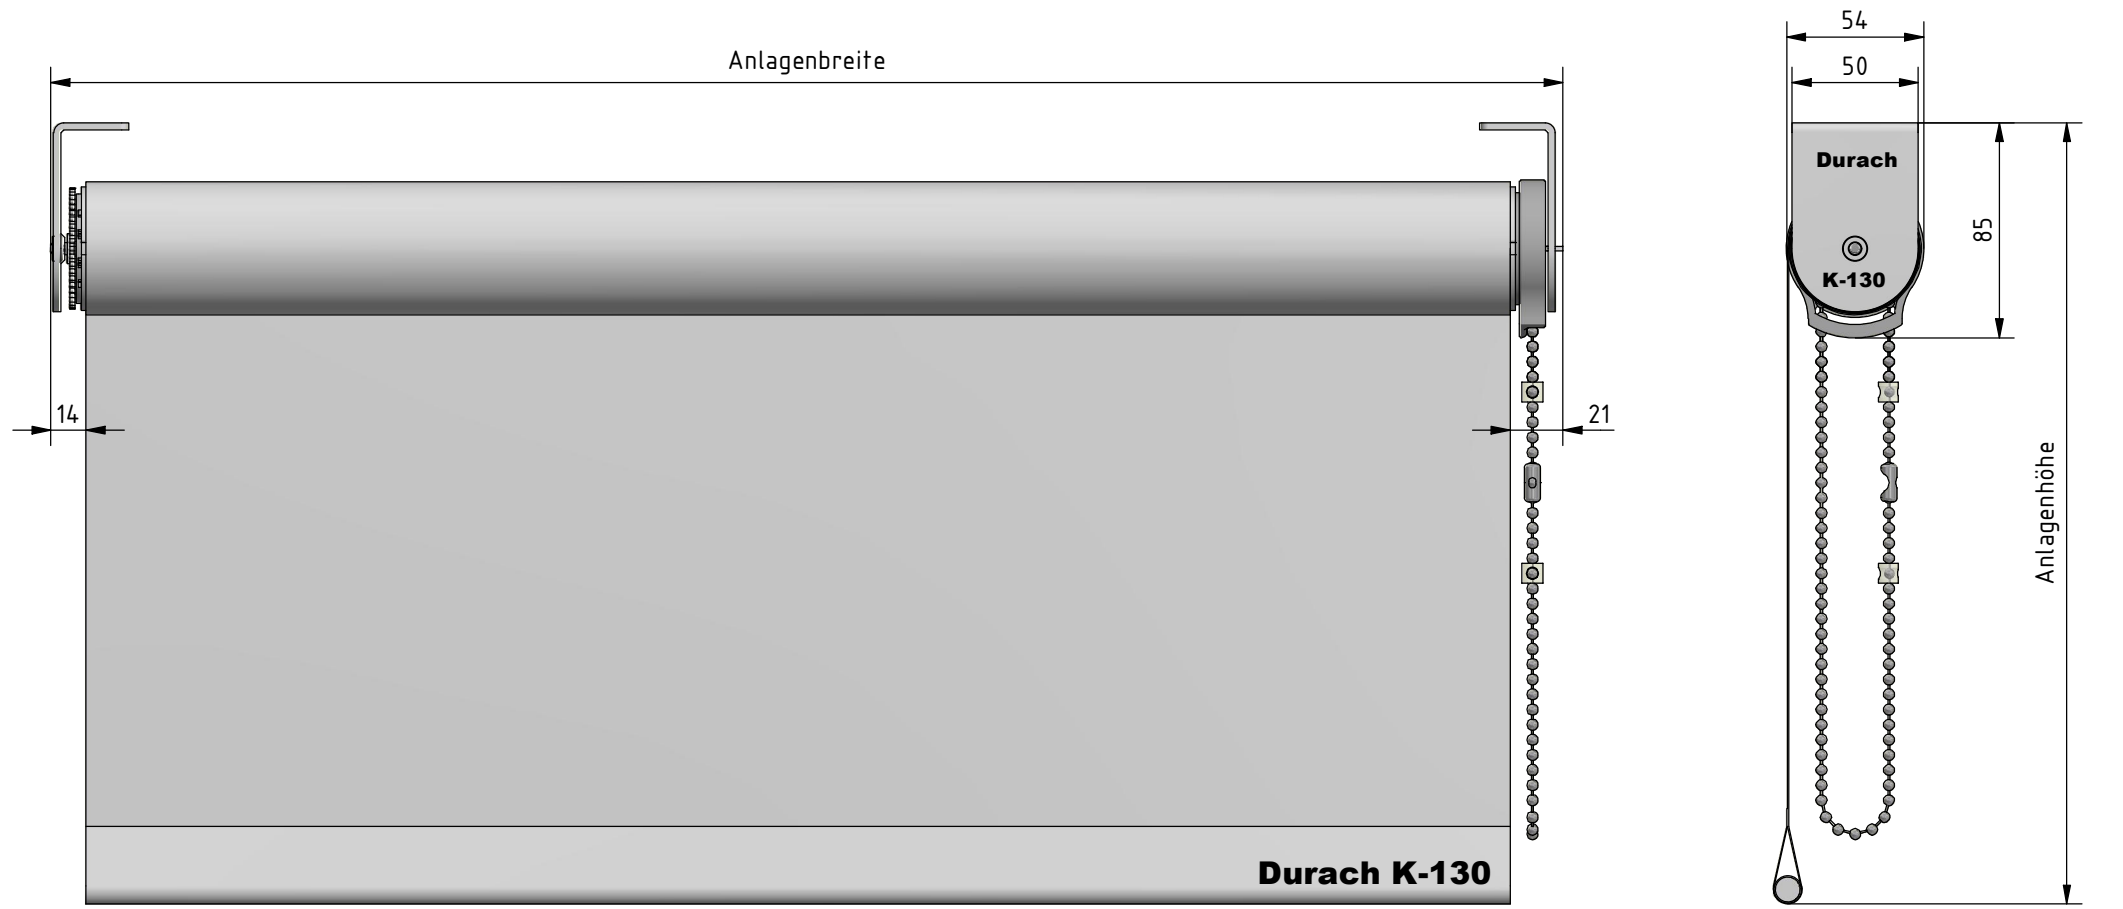 54
Anlagenbreite
50
Durach
85
K-130
14
21
Anlagenhöhe
Durach K-130